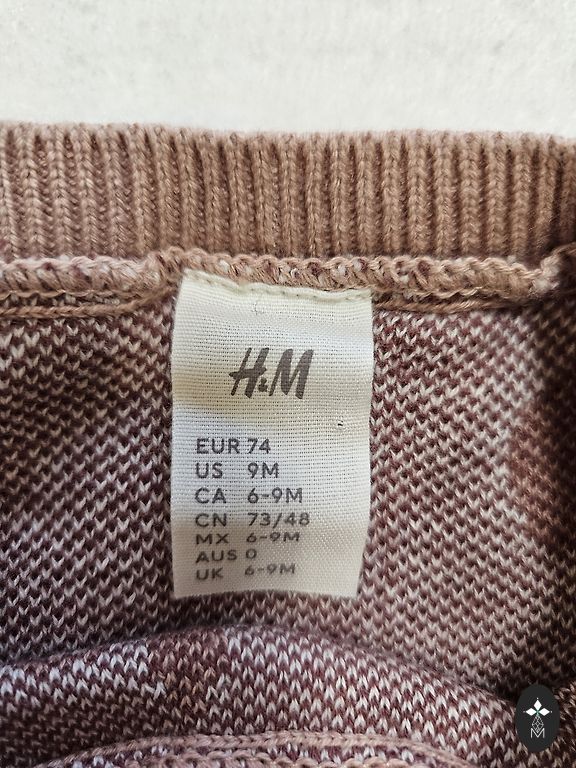 H&M
EUR 74
US 9M
CA 6-9M
CN 73/48
MX 6-9M
AUS 0
UK 6-9M
M